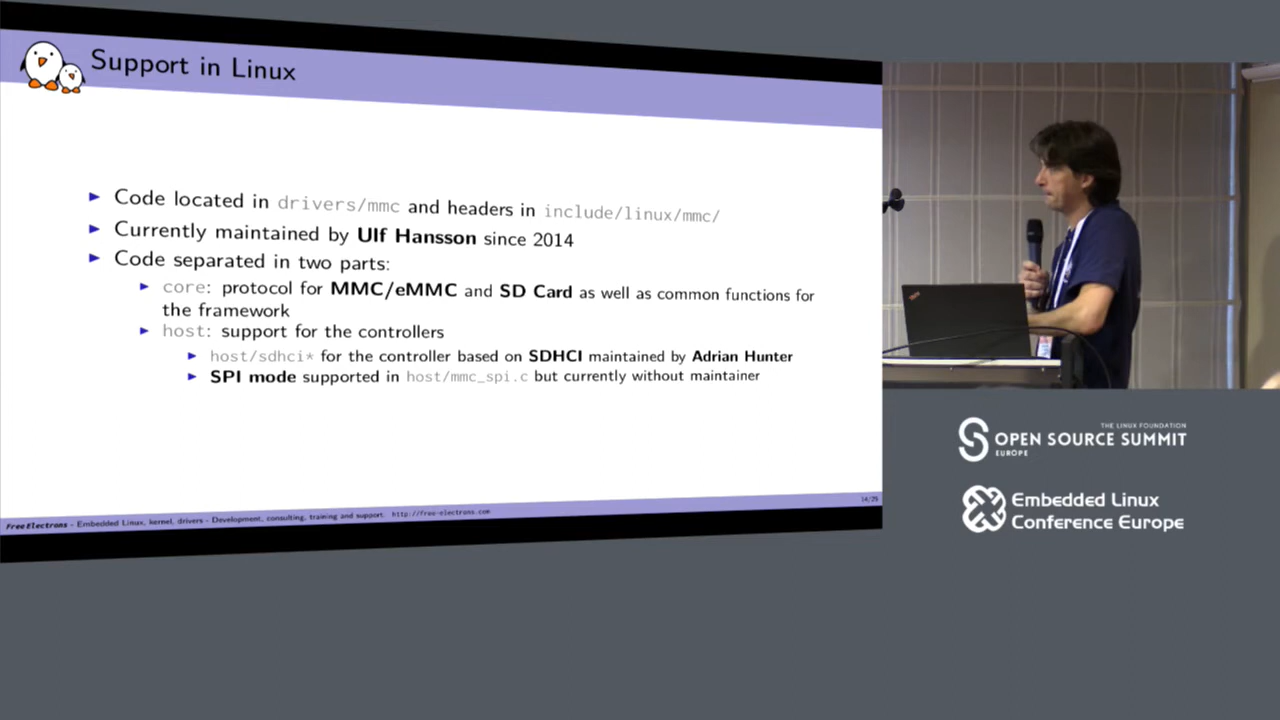 Support in Linux
Code located in drivers/mmc and headers in include/linux/mmc/
Currently maintained by Ulf Hansson since 2014
Code separated in two parts:
core: protocol for MMC/eMMC and SD Card as well as common functions for
the framework
host: support for the controllers
host/sdhci* for the controller based on SDHCI maintained by Adrian Hunter
SPI mode supported in host/mmc_spi.c but currently without maintainer
14/29
Free Electrons - Embedded Linux, kernel, drivers - Development, consulting, training and support. http://free-electrons.com
THE LINUX FOUNDATION
OPEN SOURCE SUMMIT
EUROPE
Embedded Linux
Conference Europe